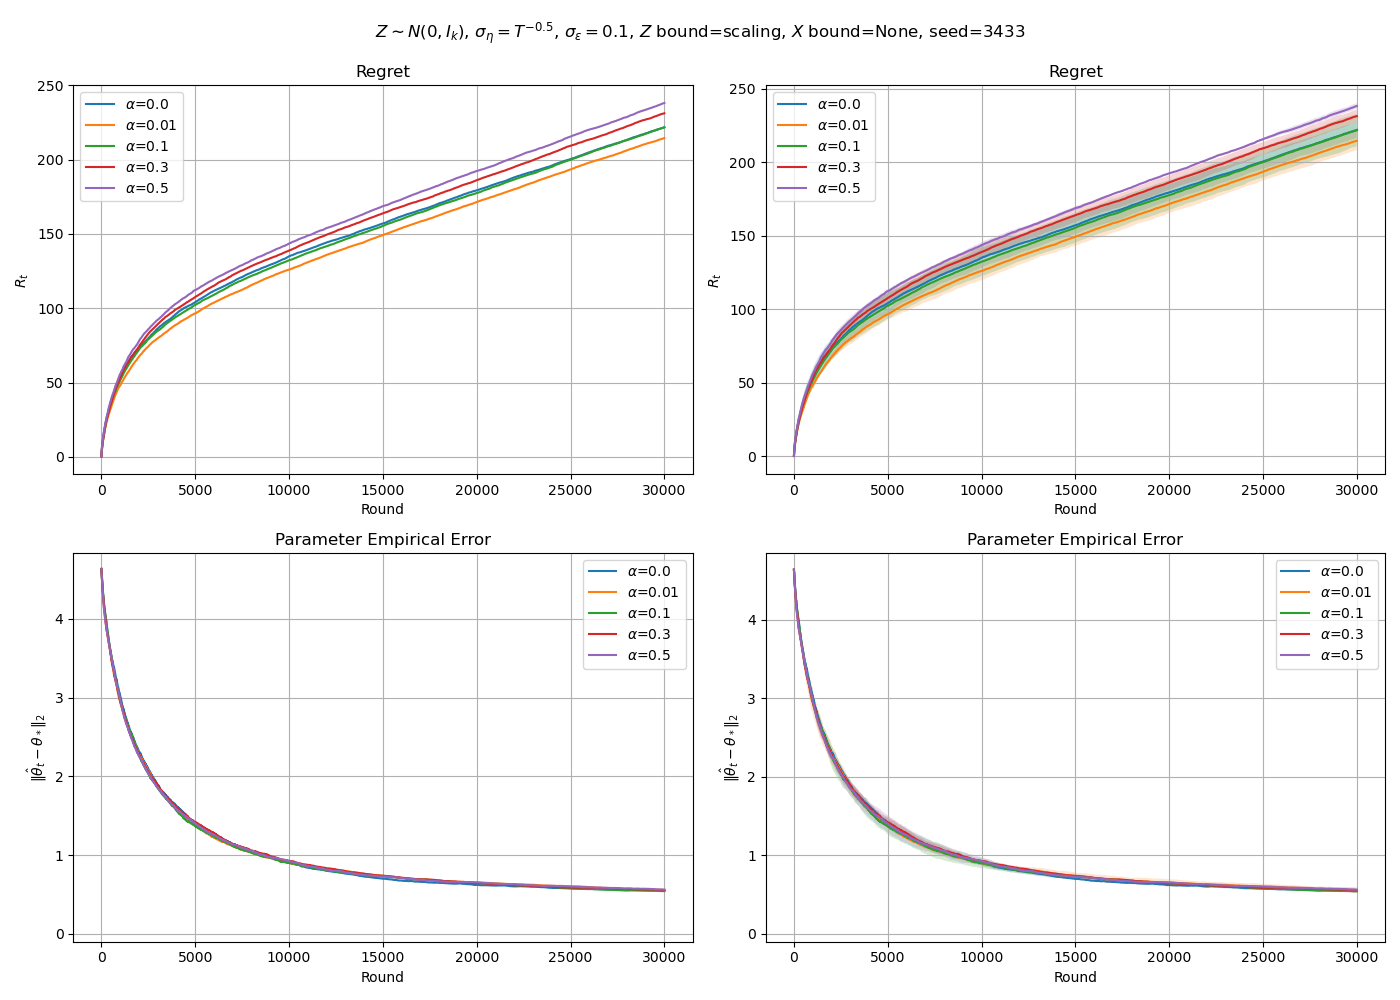 Z ∼ N(0, I_k), σ_η = T^{−0.5}, σ_ε = 0.1, Z bound=scaling, X bound=None, seed=3433
Regret
R_t
250
200
150
100
50
0
α=0.0
α=0.01
α=0.1
α=0.3
α=0.5
0 5000 10000 15000 20000 25000 30000
Round
Regret
R_t
250
200
150
100
50
0
α=0.0
α=0.01
α=0.1
α=0.3
α=0.5
0 5000 10000 15000 20000 25000 30000
Round
Parameter Empirical Error
‖θ̂_t − θ_*‖_2
4
3
2
1
0
α=0.0
α=0.01
α=0.1
α=0.3
α=0.5
0 5000 10000 15000 20000 25000 30000
Round
Parameter Empirical Error
‖θ̂_t − θ_*‖_2
4
3
2
1
0
α=0.0
α=0.01
α=0.1
α=0.3
α=0.5
0 5000 10000 15000 20000 25000 30000
Round